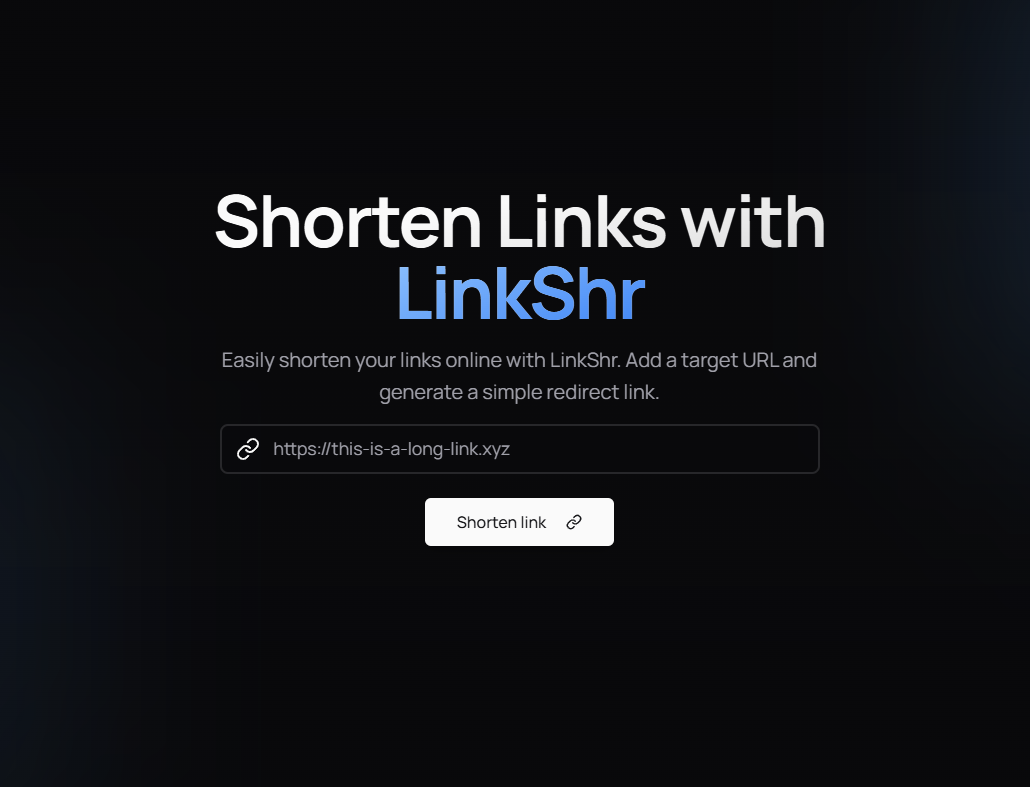 Shorten Links with
LinkShr
Easily shorten your links online with LinkShr. Add a target URL and
generate a simple redirect link.
https://this-is-a-long-link.xyz
Shorten link